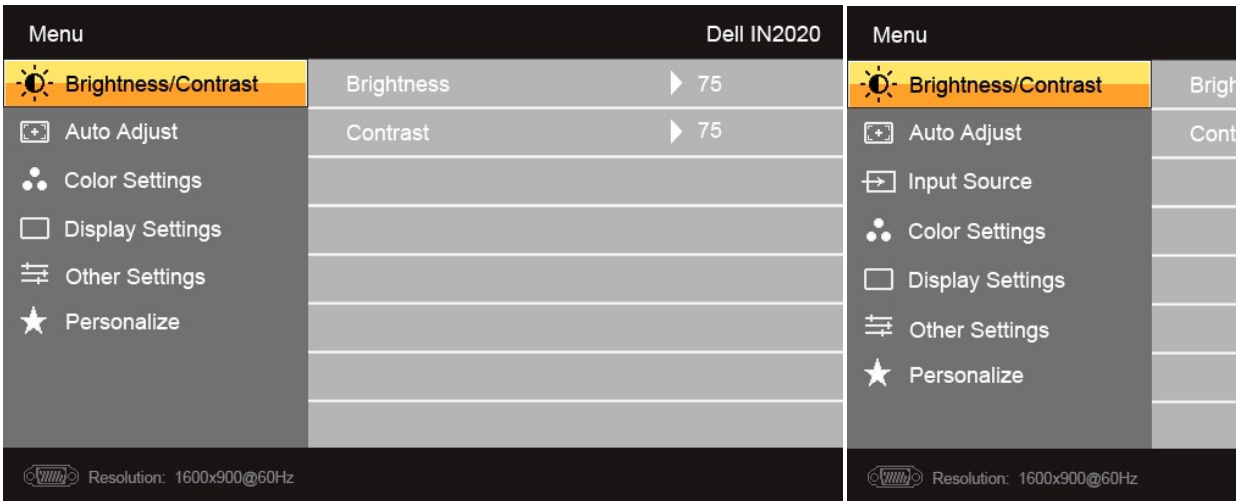 Menu Dell IN2020
Brightness/Contrast Brightness 75
Auto Adjust Contrast 75
Color Settings
Display Settings
Other Settings
Personalize
Resolution: 1600x900@60Hz
Menu
Brightness/Contrast Brigh
Auto Adjust Cont
Input Source
Color Settings
Display Settings
Other Settings
Personalize
Resolution: 1600x900@60Hz